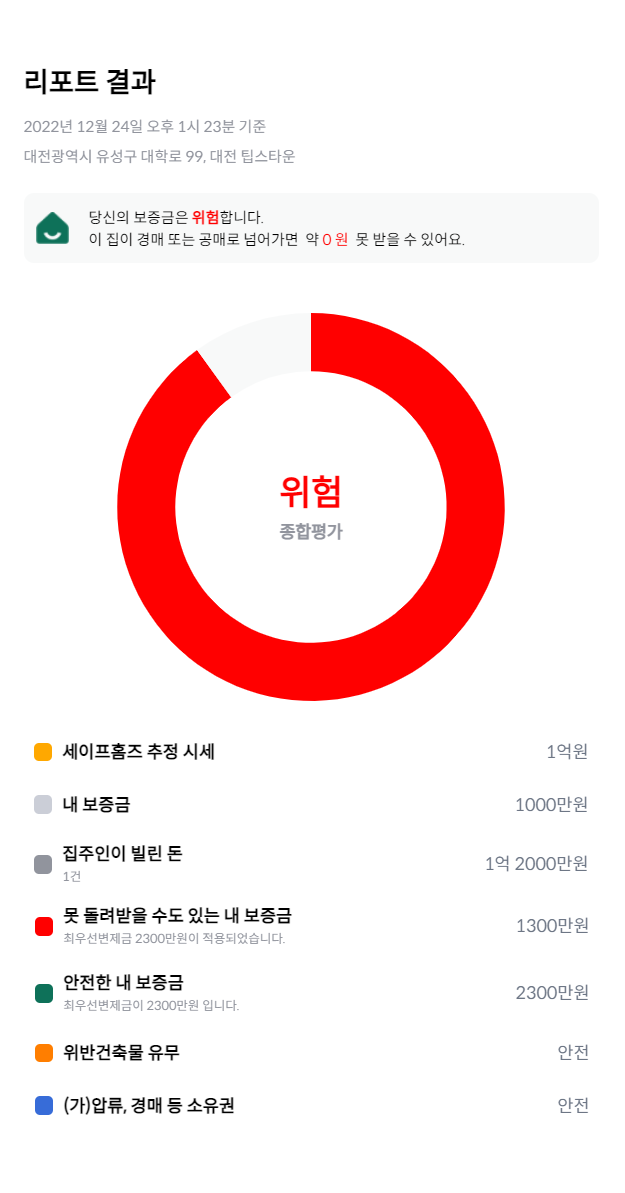 리포트 결과
2022년 12월 24일 오후 1시 23분 기준
대전광역시 유성구 대학로 99, 대전 팁스타운
당신의 보증금은 위험합니다.
이 집이 경매 또는 공매로 넘어가면 약 0 원 못 받을 수 있어요.
위험
종합평가
세이프홈즈 추정 시세 1억원
내 보증금 1000만원
집주인이 빌린 돈 1억 2000만원
1건
못 돌려받을 수도 있는 내 보증금 1300만원
최우선변제금 2300만원이 적용되었습니다.
안전한 내 보증금 2300만원
최우선변제금이 2300만원 입니다.
위반건축물 유무 안전
(가)압류, 경매 등 소유권 안전